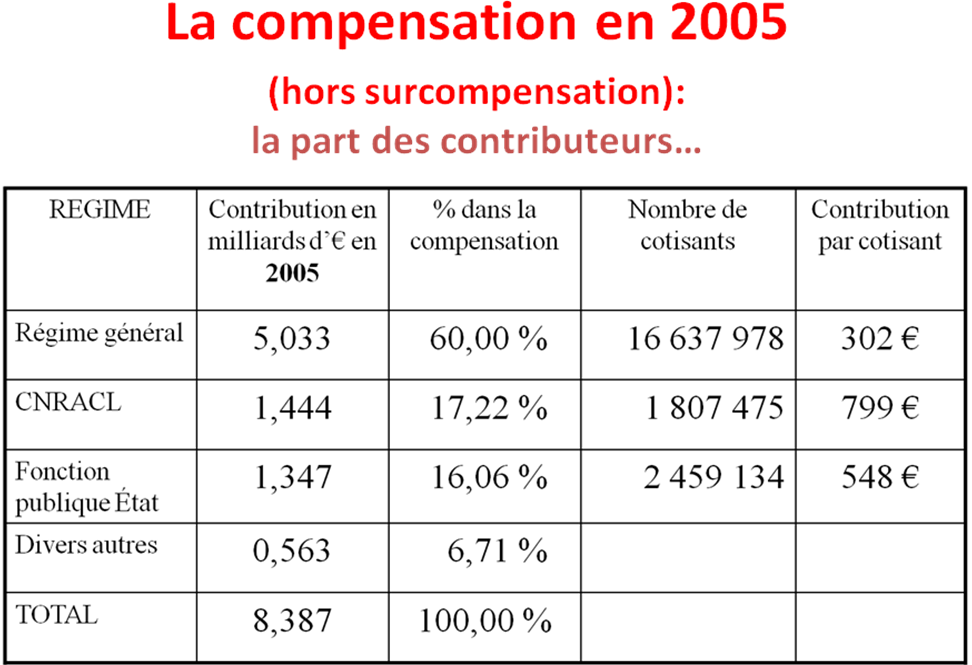 La compensation en 2005
(hors surcompensation):
la part des contributeurs…
REGIME
Contribution en
milliards d’€ en
2005
% dans la
compensation
Nombre de
cotisants
Contribution
par cotisant
Régime général
5,033
60,00 %
16 637 978
302 €
CNRACL
1,444
17,22 %
1 807 475
799 €
Fonction
publique État
1,347
16,06 %
2 459 134
548 €
Divers autres
0,563
6,71 %
TOTAL
8,387
100,00 %